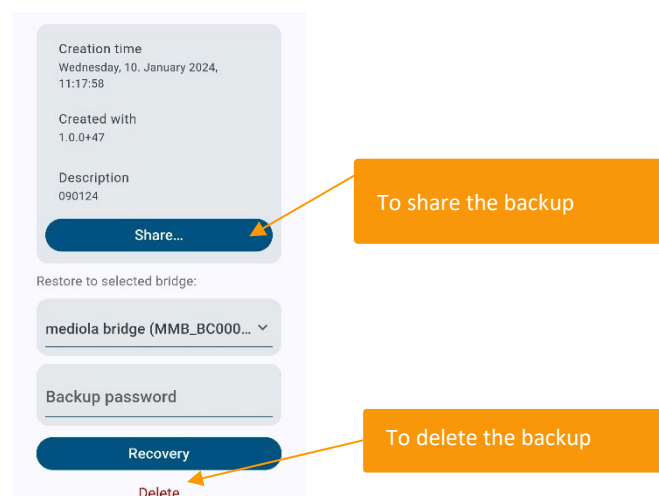 Creation time
Wednesday, 10. January 2024,
11:17:58
Created with
1.0.0+47
Description
090124
Share...
To share the backup
Restore to selected bridge:
mediola bridge (MMB_BC000...
Backup password
Recovery
To delete the backup
Delete